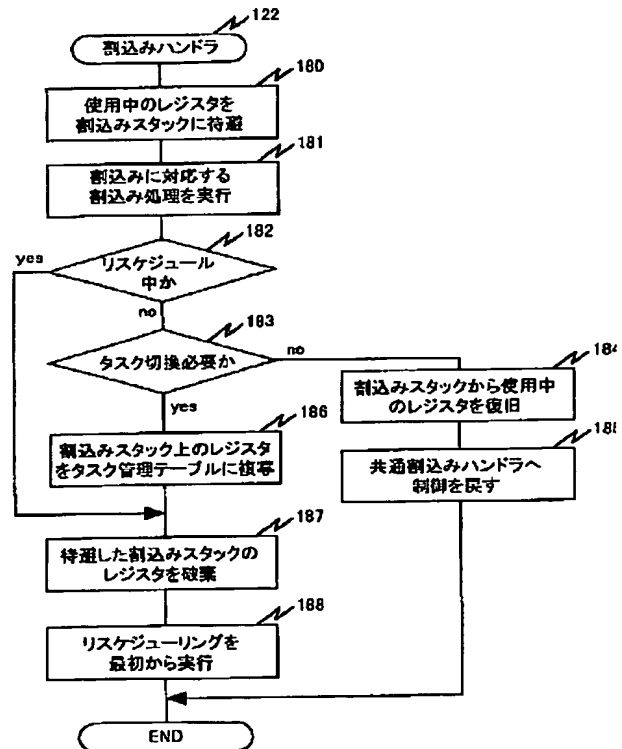 122
割込みハンドラ
180
使用中のレジスタを
割込みスタックに待避
181
割込みに対応する
割込み処理を実行
182
yes
リスケジュール
中か
no
183
タスク切換必要か
no
184
割込みスタックから使用中
のレジスタを復旧
yes
186
割込みスタック上のレジスタ
をタスク管理テーブルに複写
共通割込みハンドラへ
制御を戻す
187
待避した割込みスタックの
レジスタを破棄
188
リスケジューリングを
最初から実行
END